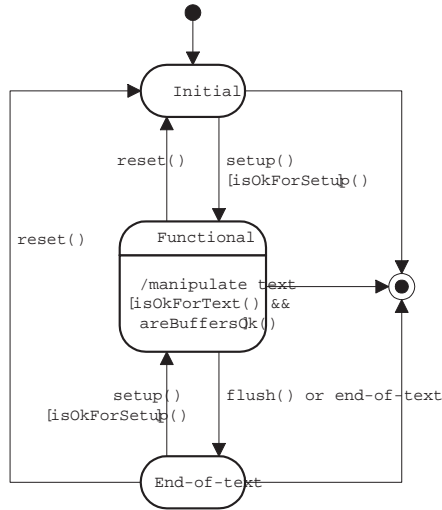 Initial
reset()
setup()
[isOkForSetup()]
reset()
Functional
/manipulate text
[isOkForText() &&
areBuffersOk()]
setup()
[isOkForSetup()]
flush() or end-of-text
End-of-text